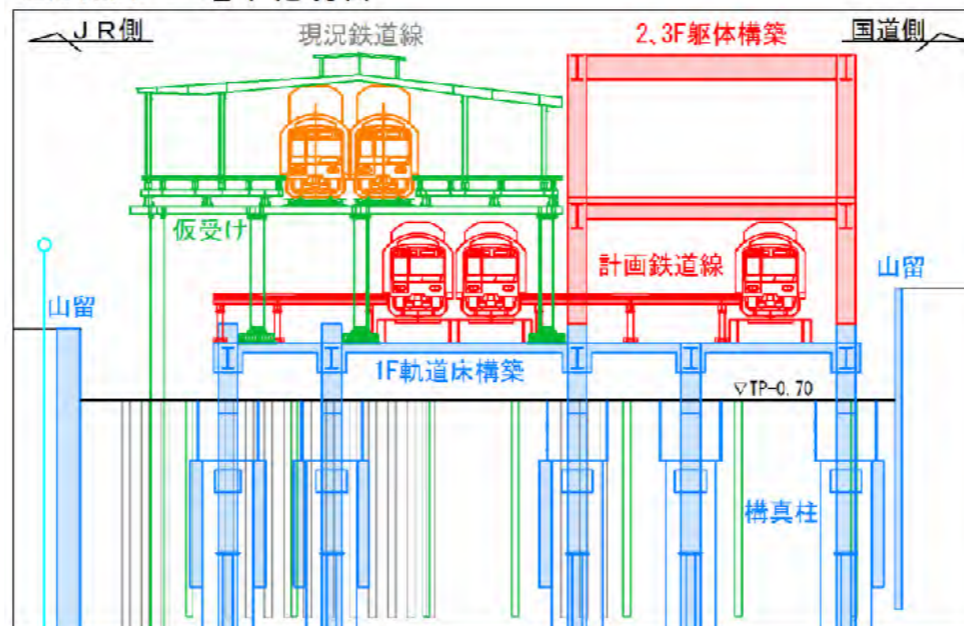 JR側
現況鉄道線
2、3F躯体構築
国道側
仮受け
計画鉄道線
山留
山留
1F軌道床構築
▽TP-0.70
構真柱